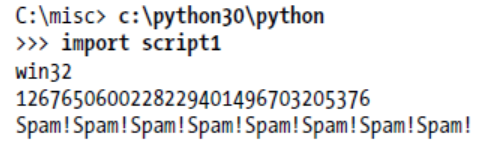 C:\misc> c:\python30\python
>>> import script1
win32
1267650600228229401496703205376
Spam!Spam!Spam!Spam!Spam!Spam!Spam!Spam!